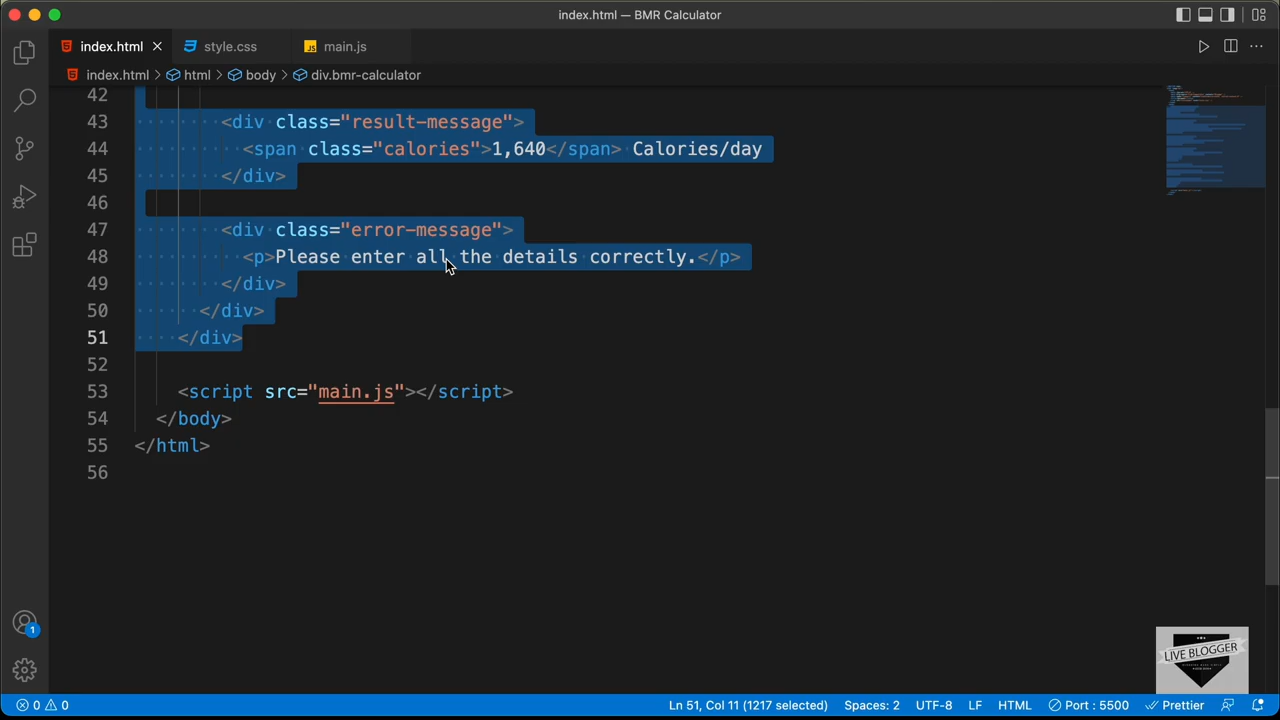 index.html — BMR Calculator
index.html style.css JS main.js
index.html > html > body > div.bmr-calculator
42
43 <div class="result-message">
44 <span class="calories">1,640</span> Calories/day
45 </div>
46
47 <div class="error-message">
48 <p>Please enter all the details correctly.</p>
49 </div>
50 </div>
51 </div>
52
53 <script src="main.js"></script>
54 </body>
55 </html>
56
1
LIVE BLOGGER
0 0 Ln 51, Col 11 (1217 selected) Spaces: 2 UTF-8 LF HTML Port : 5500 Prettier